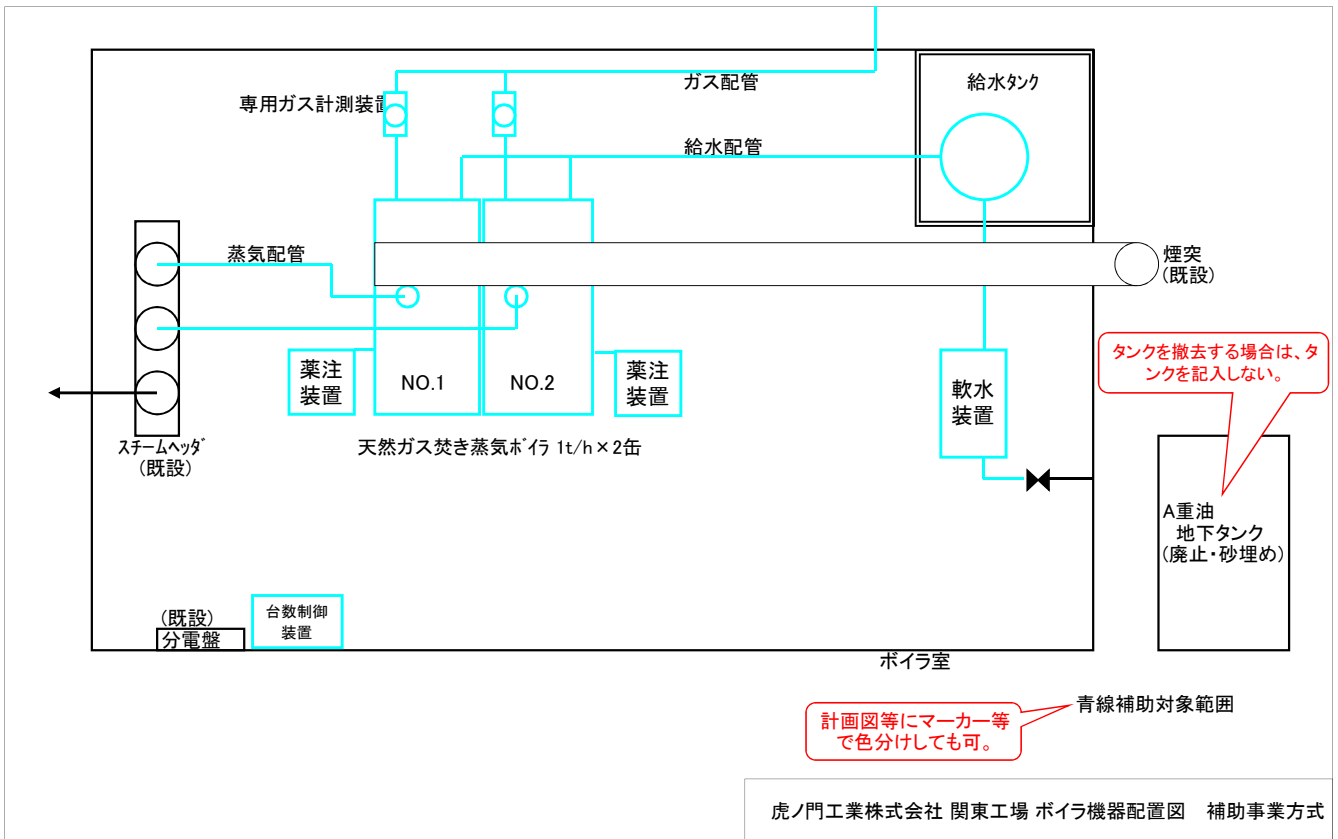 ガス配管
給水タンク
専用ガス計測装置
給水配管
蒸気配管
煙突
(既設)
タンクを撤去する場合は、タ
ンクを記入しない。
薬注
装置
NO.1
NO.2
薬注
装置
軟水
装置
スチームヘッダ
(既設)
天然ガス焚き蒸気ボイラ 1t/h×2缶
A重油
地下タンク
(廃止・砂埋め)
(既設)
分電盤
台数制御
装置
ボイラ室
青線補助対象範囲
計画図等にマーカー等
で色分けしても可。
虎ノ門工業株式会社 関東工場 ボイラ機器配置図　補助事業方式